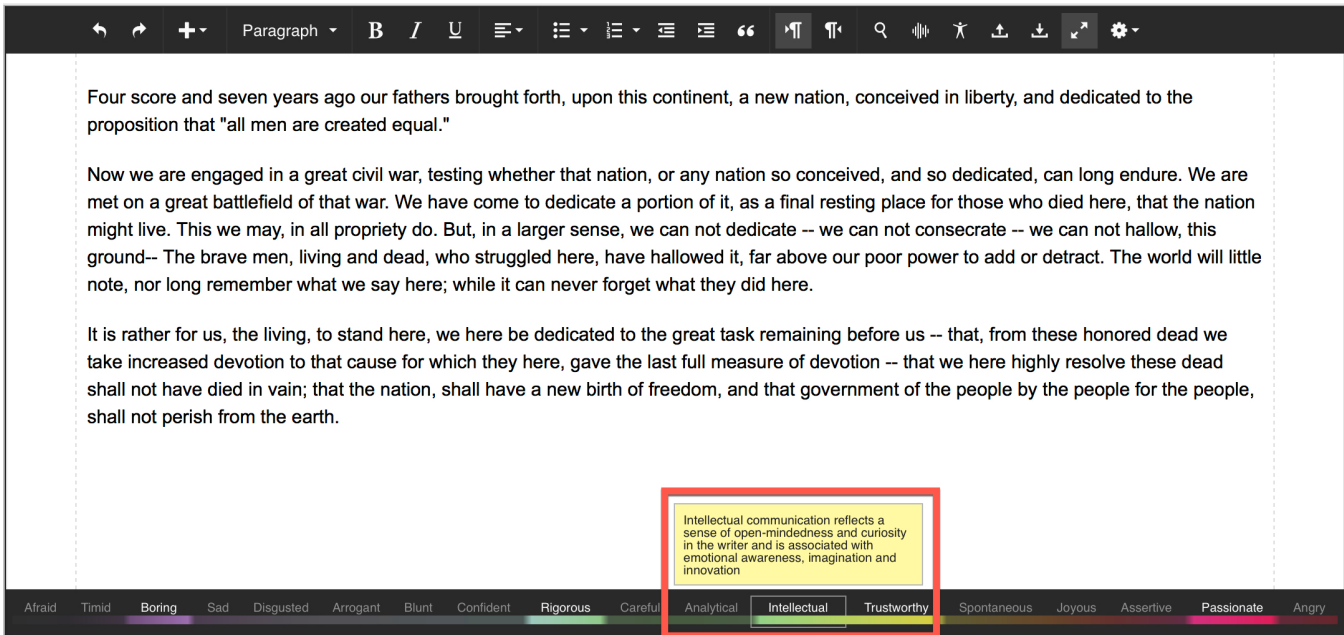 Paragraph
B I U
Four score and seven years ago our fathers brought forth, upon this continent, a new nation, conceived in liberty, and dedicated to the
proposition that "all men are created equal."
Now we are engaged in a great civil war, testing whether that nation, or any nation so conceived, and so dedicated, can long endure. We are
met on a great battlefield of that war. We have come to dedicate a portion of it, as a final resting place for those who died here, that the nation
might live. This we may, in all propriety do. But, in a larger sense, we can not dedicate -- we can not consecrate -- we can not hallow, this
ground-- The brave men, living and dead, who struggled here, have hallowed it, far above our poor power to add or detract. The world will little
note, nor long remember what we say here; while it can never forget what they did here.
It is rather for us, the living, to stand here, we here be dedicated to the great task remaining before us -- that, from these honored dead we
take increased devotion to that cause for which they here, gave the last full measure of devotion -- that we here highly resolve these dead
shall not have died in vain; that the nation, shall have a new birth of freedom, and that government of the people by the people for the people,
shall not perish from the earth.
Intellectual communication reflects a
sense of open-mindedness and curiosity
in the writer and is associated with
emotional awareness, imagination and
innovation
Afraid Timid Boring Sad Disgusted Arrogant Blunt Confident Rigorous Careful Analytical Intellectual Trustworthy Spontaneous Joyous Assertive Passionate Angry